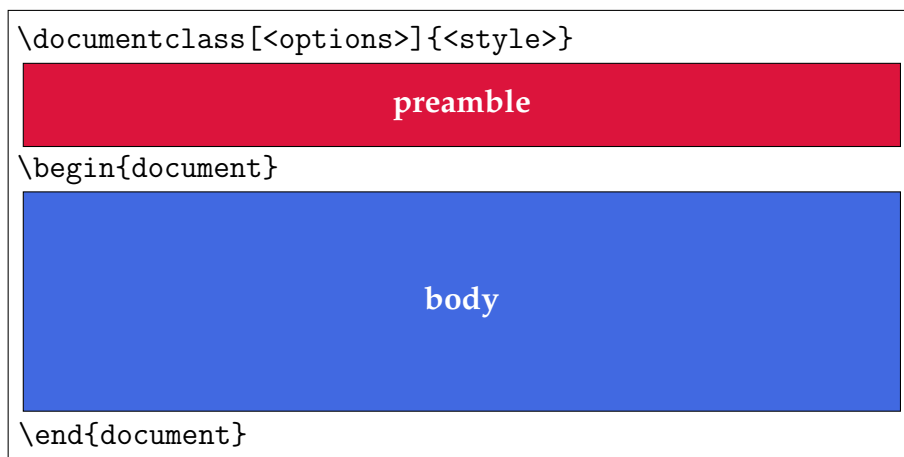 \documentclass[<options>]{<style>}
preamble
\begin{document}
body
\end{document}